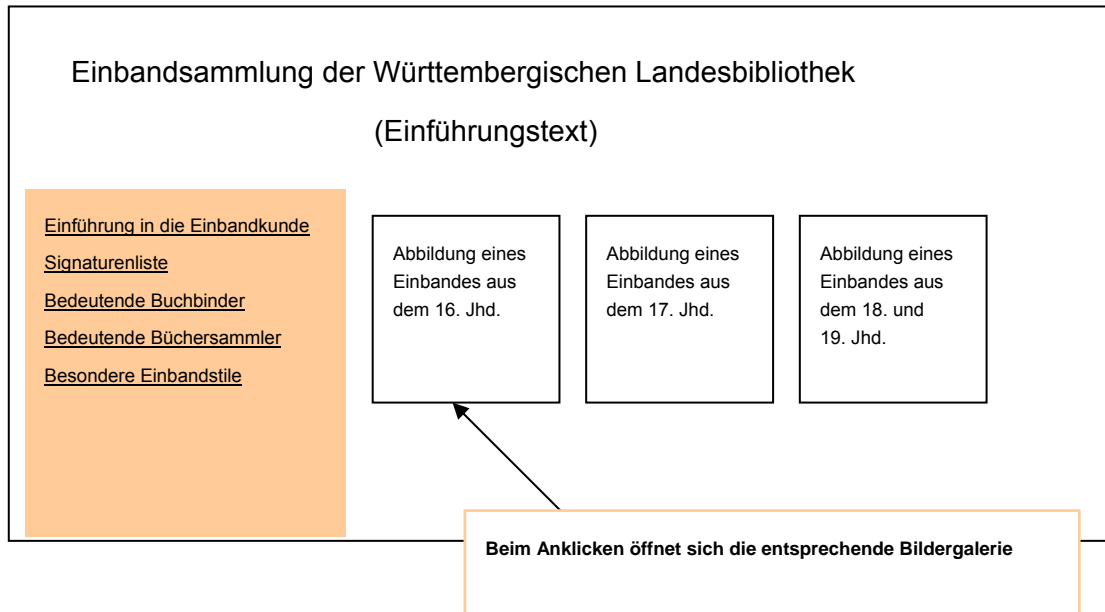 Einbandsammlung der Württembergischen Landesbibliothek
(Einführungstext)
Einführung in die Einbandkunde
Signaturenliste
Bedeutende Buchbinder
Bedeutende Büchersammler
Besondere Einbandstile
Abbildung eines
Einbandes aus
dem 16. Jhd.
Abbildung eines
Einbandes aus
dem 17. Jhd.
Abbildung eines
Einbandes aus
dem 18. und
19. Jhd.
Beim Anklicken öffnet sich die entsprechende Bildergalerie